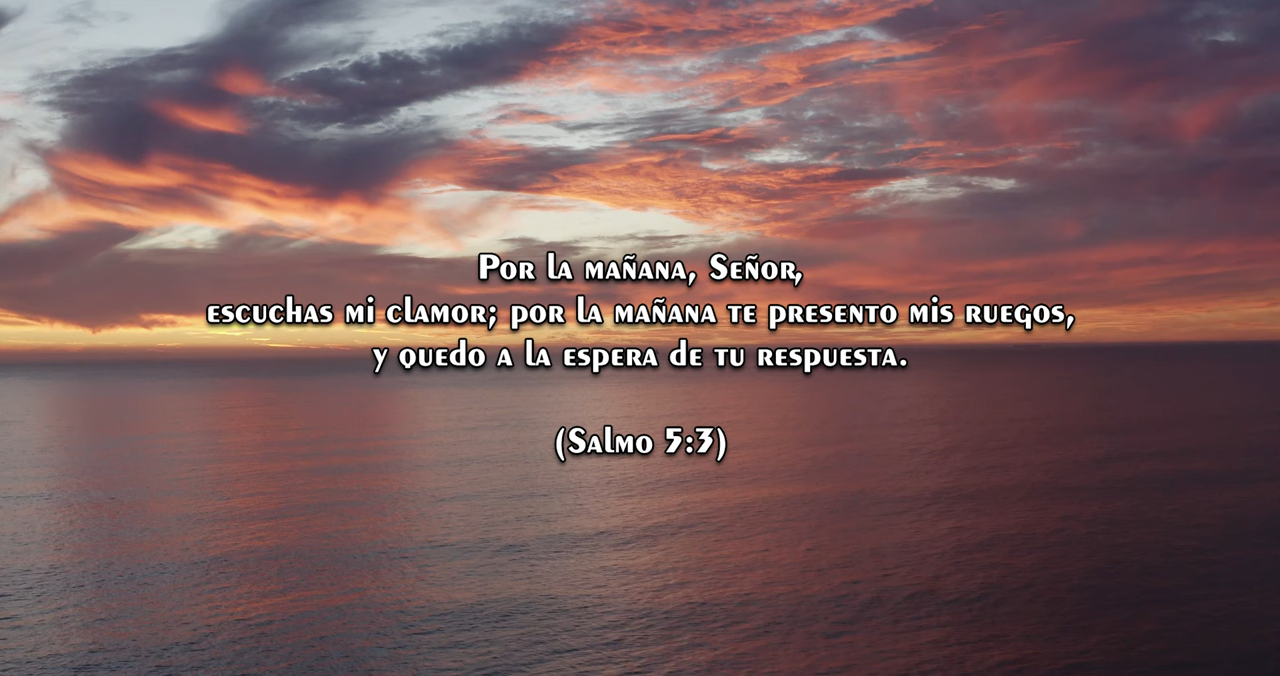 Por la mañana, Señor,
escuchas mi clamor; por la mañana te presento mis ruegos,
y quedo a la espera de tu respuesta.
(Salmo 5:3)